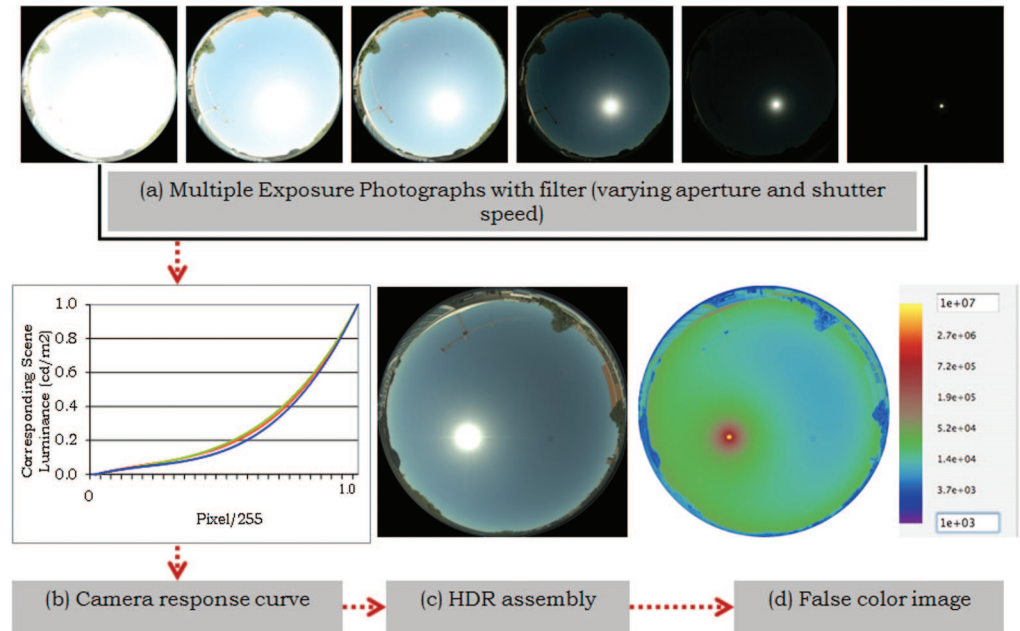 (a) Multiple Exposure Photographs with filter (varying aperture and shutter
speed)
Corresponding Scene
Luminance [cd/m2]
1.0
0.8
0.6
0.4
0.2
0.0
0
1.0
Pixel/255
1e+07
2.7e+06
7.2e+05
1.9e+05
5.2e+04
1.4e+04
3.7e+03
1e+03
(b) Camera response curve
(c) HDR assembly
(d) False color image